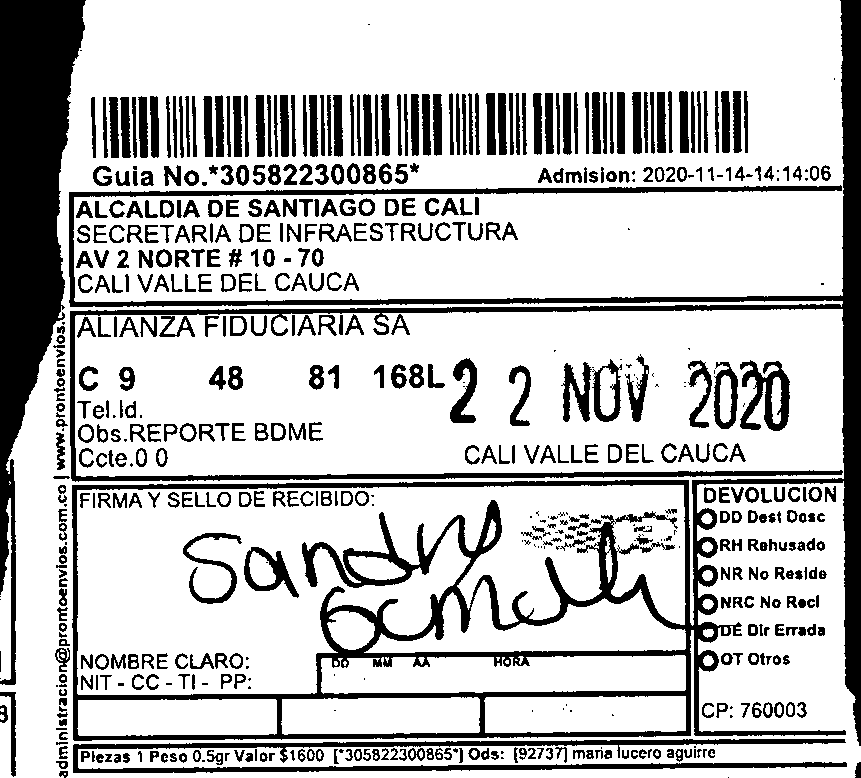 Guia No.*305822300865* Admision: 2020-11-14-14:14:06
ALCALDIA DE SANTIAGO DE CALI
SECRETARIA DE INFRAESTRUCTURA
AV 2 NORTE # 10 - 70
CALI VALLE DEL CAUCA
ALIANZA FIDUCIARIA SA
C 9 48 81 168L
22 NOV 2020
Tel.Id.
Obs.REPORTE BDME
Ccte.0 0 CALI VALLE DEL CAUCA
www.prontoenvios.c
administracion@prontoenvios.com.co
FIRMA Y SELLO DE RECIBIDO:
Sandra
NOMBRE CLARO:
NIT - CC - TI - PP:
DD MM AA HORA
DEVOLUCION
DD Dest Desc
RH Rehusado
NR No Reside
NRC No Recl
DE Dir Errada
OT Otros
CP: 760003
Piezas 1 Peso 0.5gr Valor $1600 [*305822300865*] Ods: [92737] maria lucero aguirre